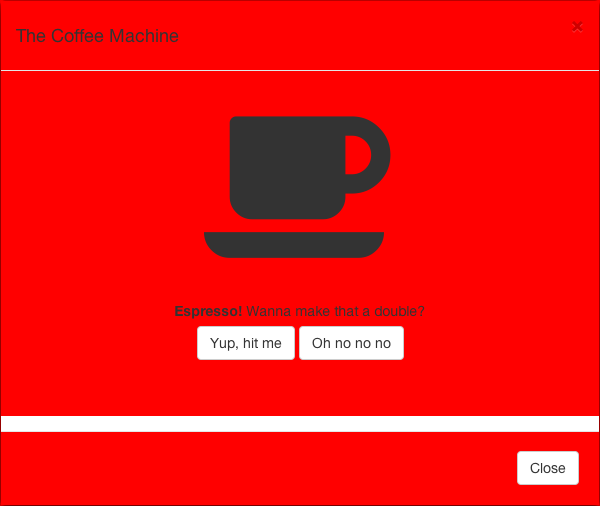 The Coffee Machine
×
Espresso! Wanna make that a double?
Yup, hit me
Oh no no no
Close